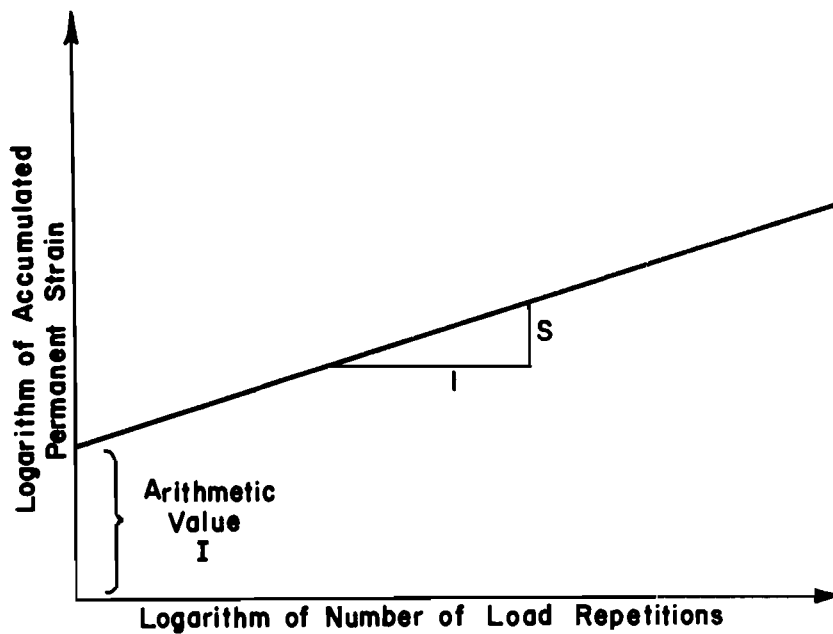 Logarithm of Accumulated
Permanent Strain
S
1
Arithmetic
Value
I
Logarithm of Number of Load Repetitions